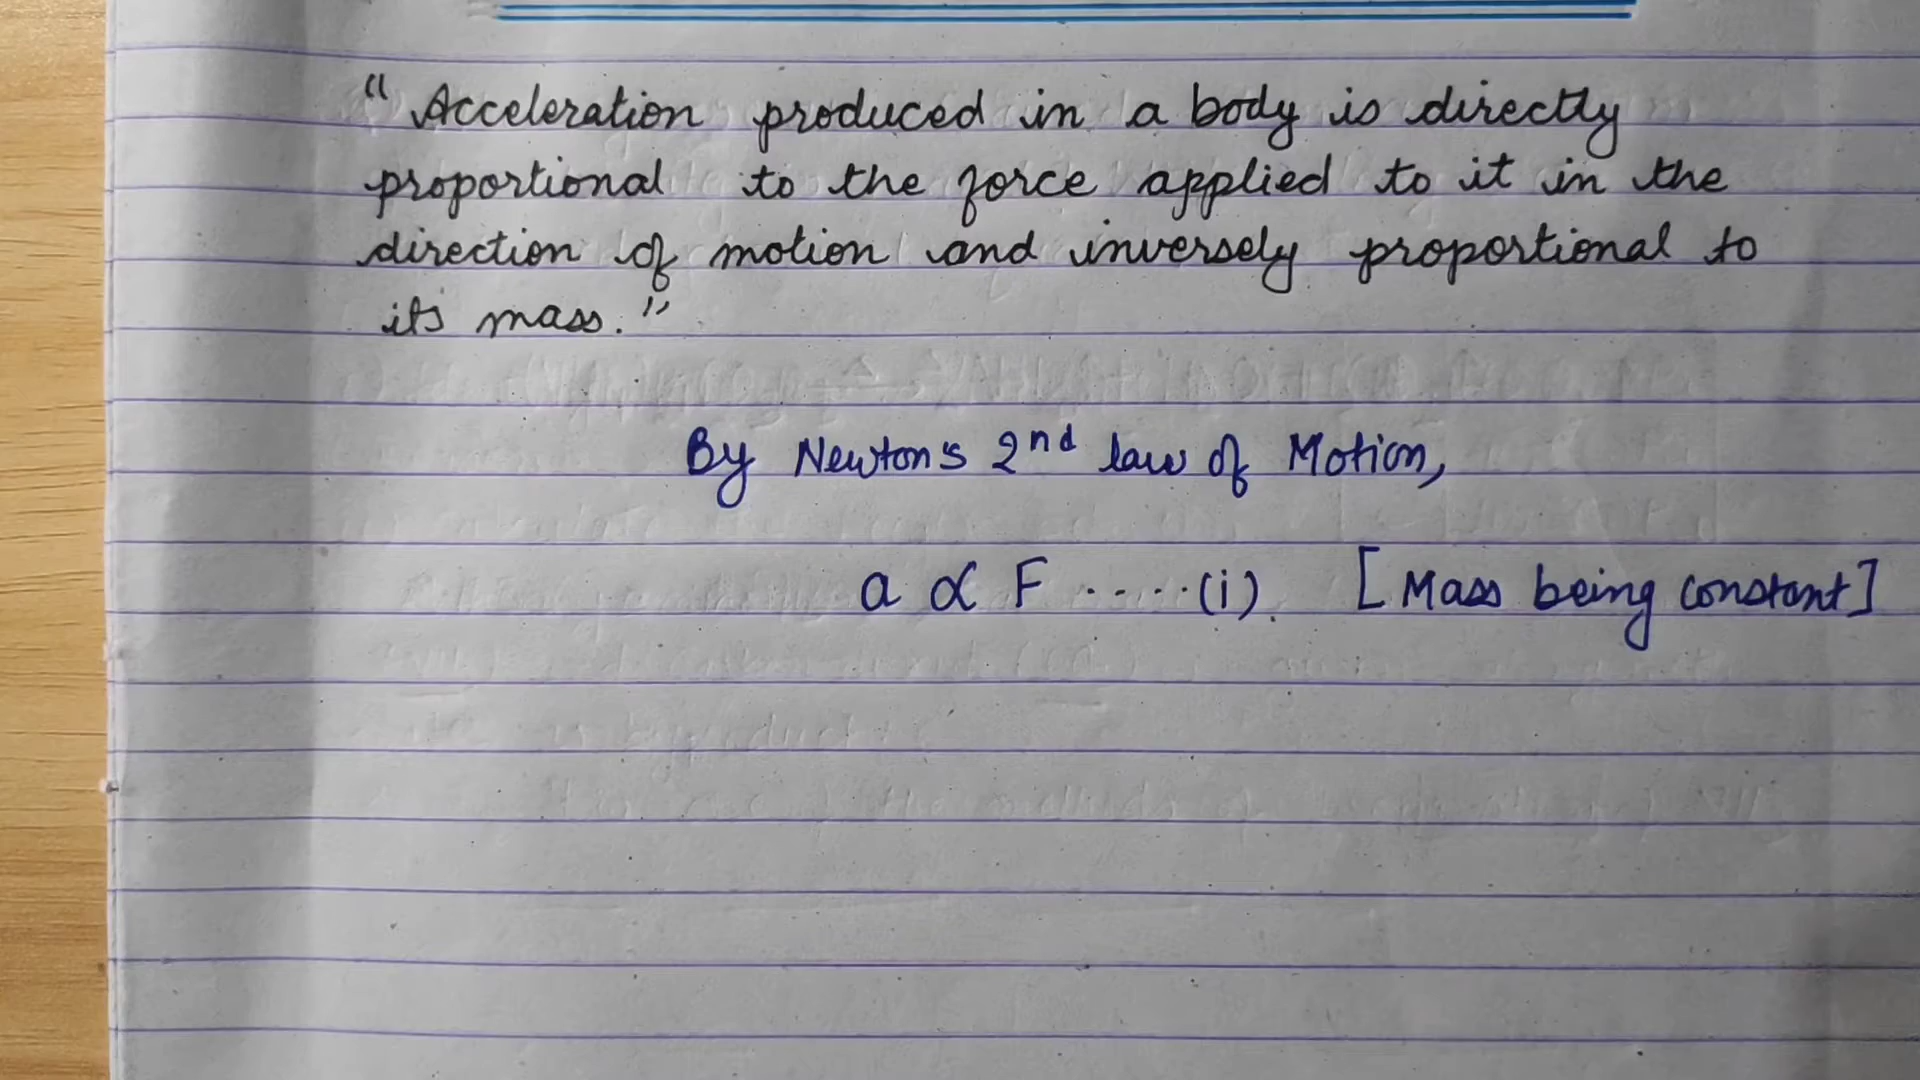 “Acceleration produced in a body is directly
proportional to the force applied to it in the
direction of motion and inversely proportional to
its mass.”
By Newton's 2nd law of Motion,
a ∝ F .....(i). [Mass being constant]